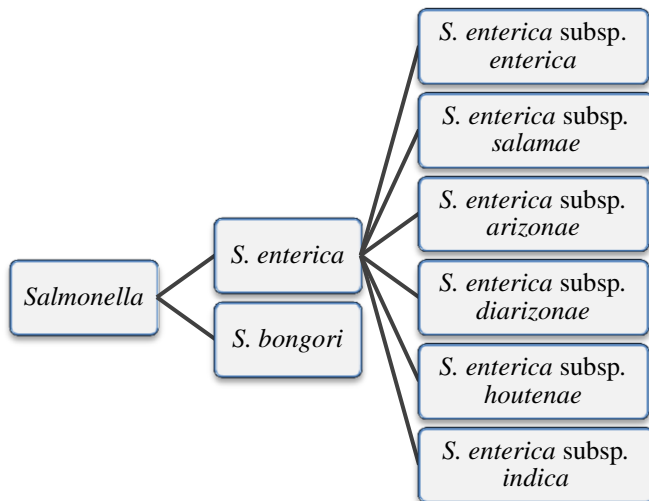 Salmonella
S. enterica
S. bongori
S. enterica subsp.
enterica
S. enterica subsp.
salamae
S. enterica subsp.
arizonae
S. enterica subsp.
diarizonae
S. enterica subsp.
houtenae
S. enterica subsp.
indica